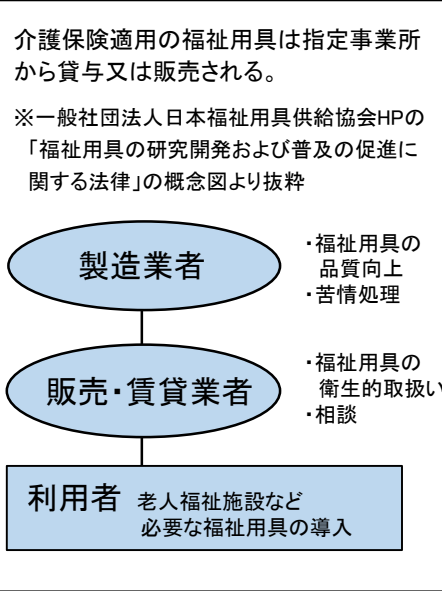 介護保険適用の福祉用具は指定事業所
から貸与又は販売される。
※一般社団法人日本福祉用具供給協会HPの
「福祉用具の研究開発および普及の促進に
関する法律」の概念図より抜粋
製造業者
・福祉用具の
品質向上
・苦情処理
販売・賃貸業者
・福祉用具の
衛生的取扱い
・相談
利用者 老人福祉施設など
必要な福祉用具の導入